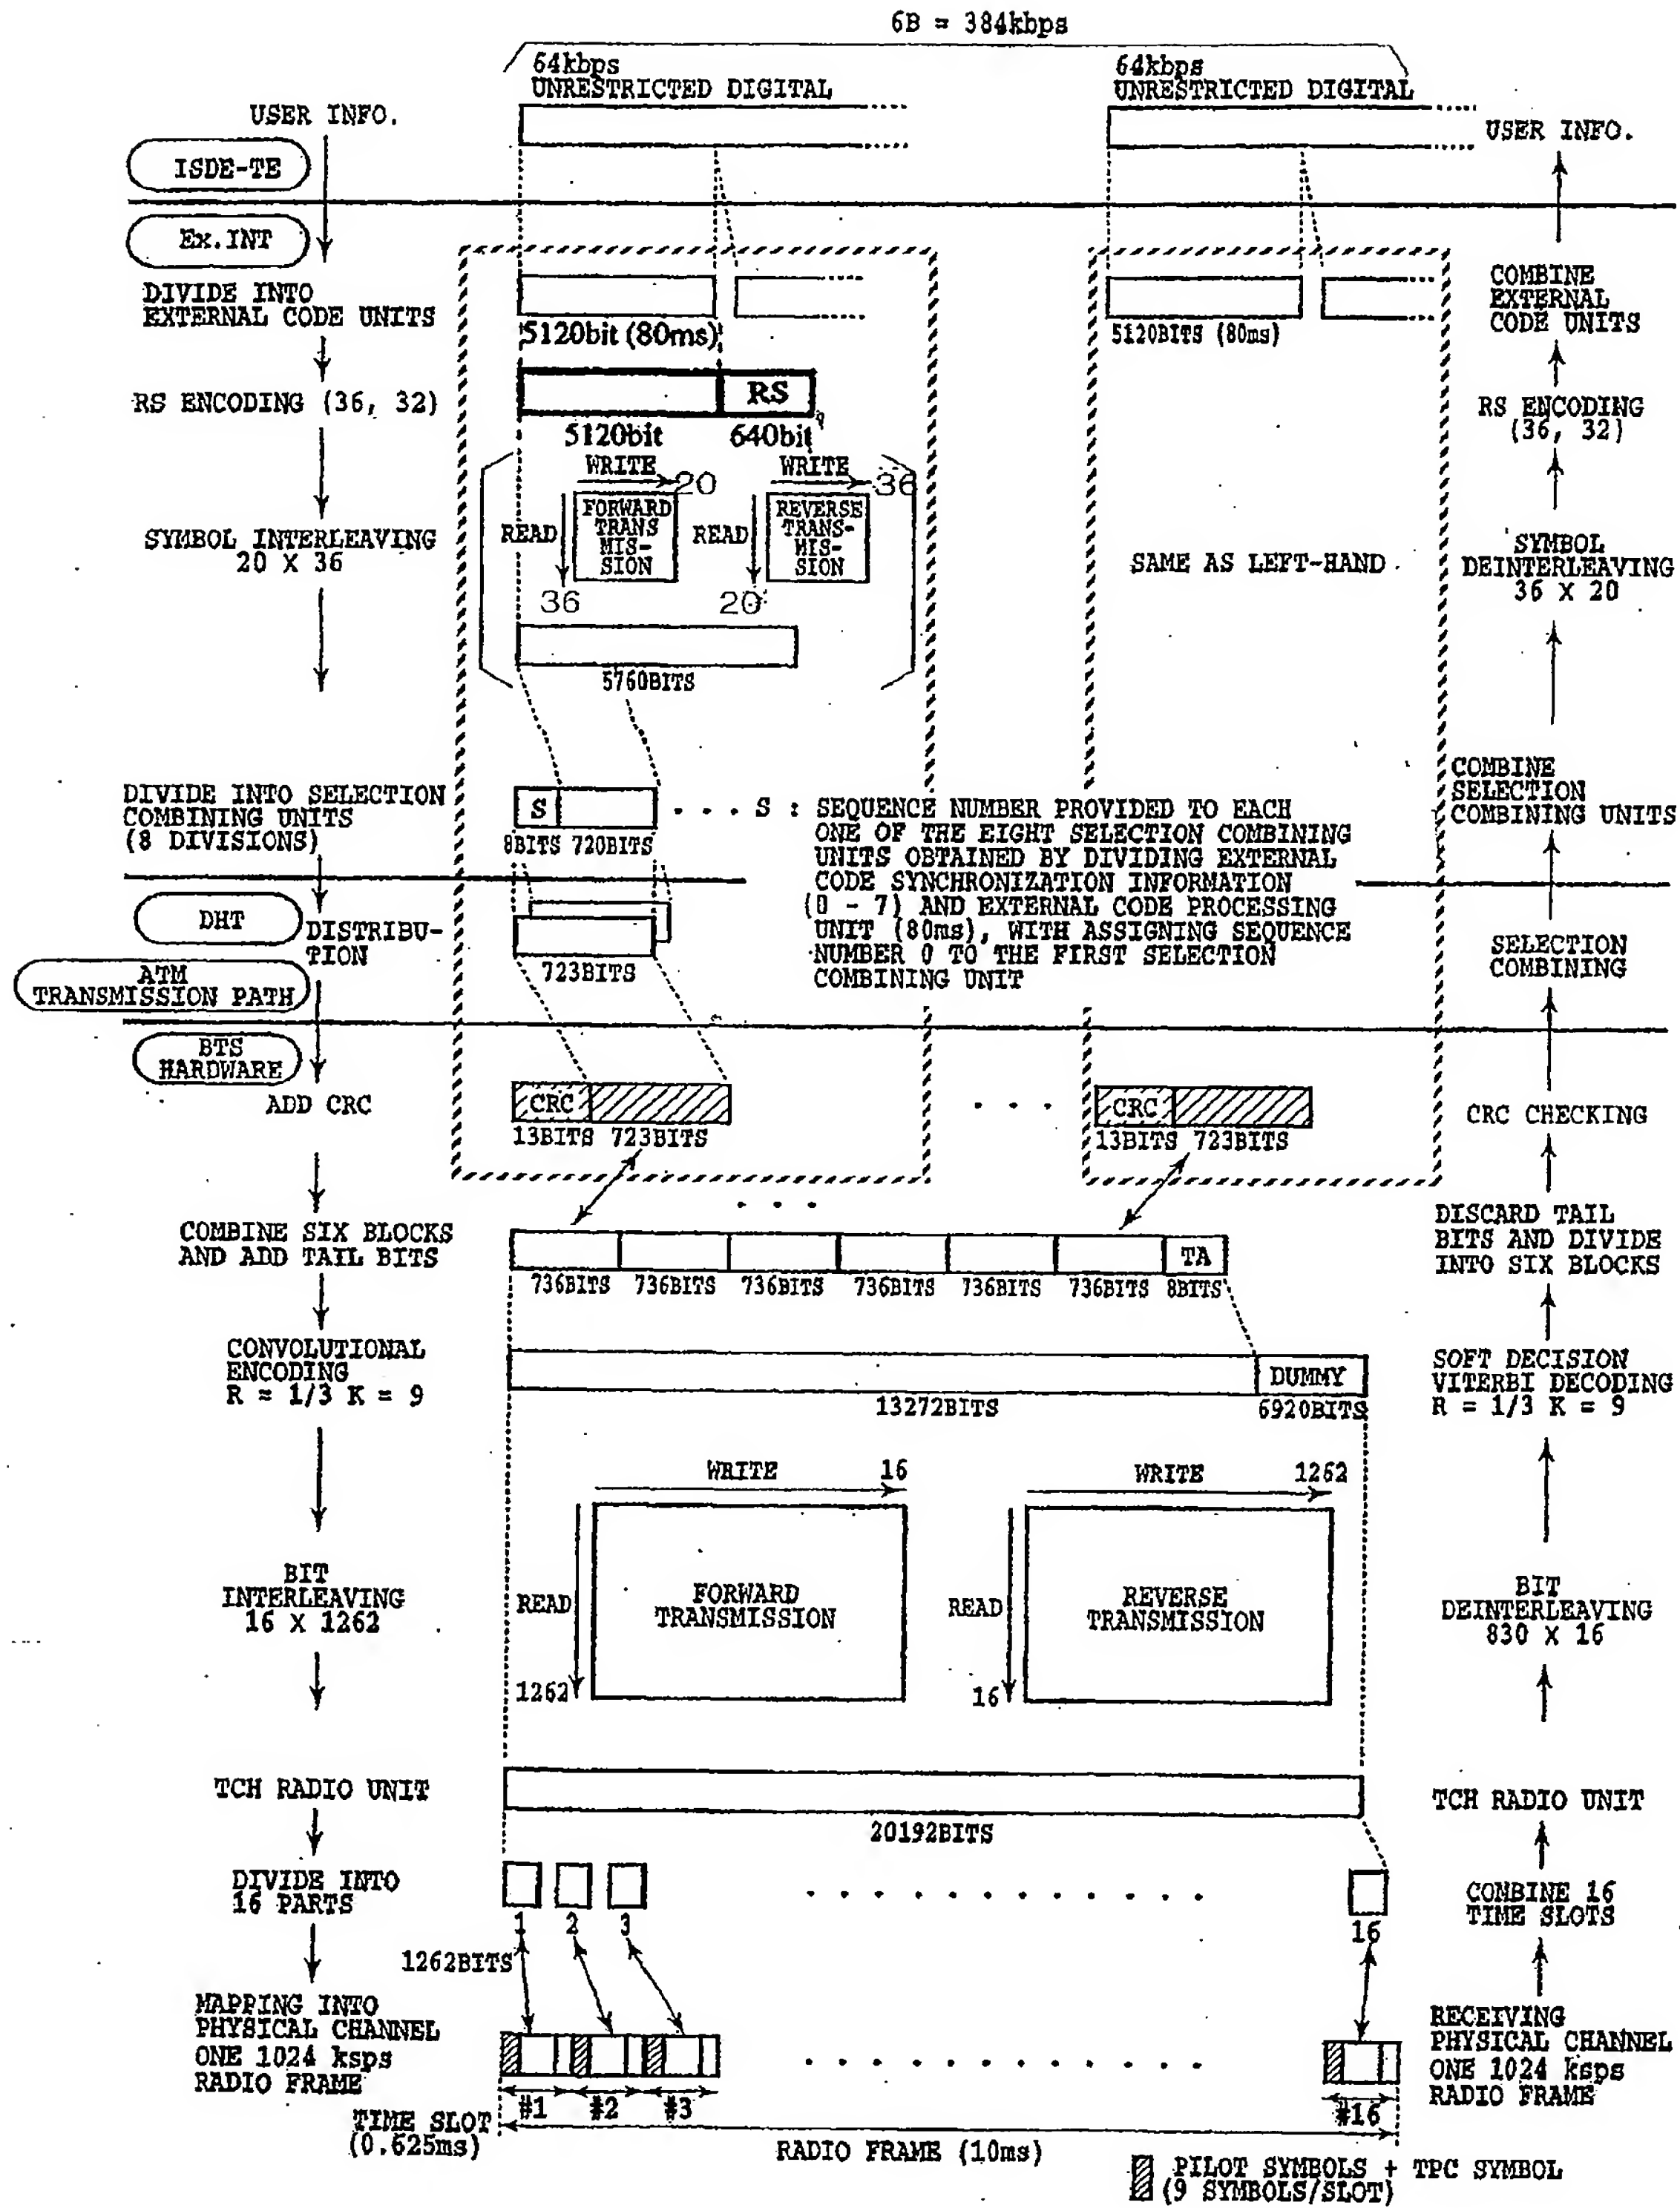 6B = 384kbps
64kbps
UNRESTRICTED DIGITAL
64kbps
UNRESTRICTED DIGITAL
USER INFO.
USER INFO.
ISDE-TE
Ex.INT
DIVIDE INTO
EXTERNAL CODE UNITS
5120bit (80ms)
5120BITS (80ms)
COMBINE
EXTERNAL
CODE UNITS
RS ENCODING (36, 32)
RS
5120bit
640bit
RS ENCODING
(36, 32)
WRITE
20
WRITE
36
READ
FORWARD
TRANS
MIS-
SION
READ
REVERSE
TRANS-
MIS-
SION
36
20
SYMBOL INTERLEAVING
20 X 36
SAME AS LEFT-HAND
SYMBOL
DEINTERLEAVING
36 X 20
5760BITS
DIVIDE INTO SELECTION
COMBINING UNITS
(8 DIVISIONS)
S
8BITS 720BITS
S : SEQUENCE NUMBER PROVIDED TO EACH
ONE OF THE EIGHT SELECTION COMBINING
UNITS OBTAINED BY DIVIDING EXTERNAL
CODE SYNCHRONIZATION INFORMATION
(0 - 7) AND EXTERNAL CODE PROCESSING
UNIT (80ms), WITH ASSIGNING SEQUENCE
NUMBER 0 TO THE FIRST SELECTION
COMBINING UNIT
COMBINE
SELECTION
COMBINING UNITS
DHT
DISTRIBU-
TION
723BITS
SELECTION
COMBINING
ATM
TRANSMISSION PATH
BTS
HARDWARE
ADD CRC
CRC
13BITS 723BITS
CRC
13BITS 723BITS
CRC CHECKING
COMBINE SIX BLOCKS
AND ADD TAIL BITS
TA
736BITS 736BITS 736BITS 736BITS 736BITS 736BITS 8BITS
DISCARD TAIL
BITS AND DIVIDE
INTO SIX BLOCKS
CONVOLUTIONAL
ENCODING
R = 1/3 K = 9
DUMMY
13272BITS
6920BITS
SOFT DECISION
VITERBI DECODING
R = 1/3 K = 9
WRITE
16
WRITE
1262
BIT
INTERLEAVING
16 X 1262
READ
FORWARD
TRANSMISSION
READ
REVERSE
TRANSMISSION
1262
16
BIT
DEINTERLEAVING
830 X 16
TCH RADIO UNIT
20192BITS
TCH RADIO UNIT
DIVIDE INTO
16 PARTS
1
2
3
16
COMBINE 16
TIME SLOTS
1262BITS
MAPPING INTO
PHYSICAL CHANNEL
ONE 1024 ksps
RADIO FRAME
#1
#2
#3
#16
RECEIVING
PHYSICAL CHANNEL
ONE 1024 ksps
RADIO FRAME
TIME SLOT
(0.625ms)
RADIO FRAME (10ms)
PILOT SYMBOLS + TPC SYMBOL
(9 SYMBOLS/SLOT)